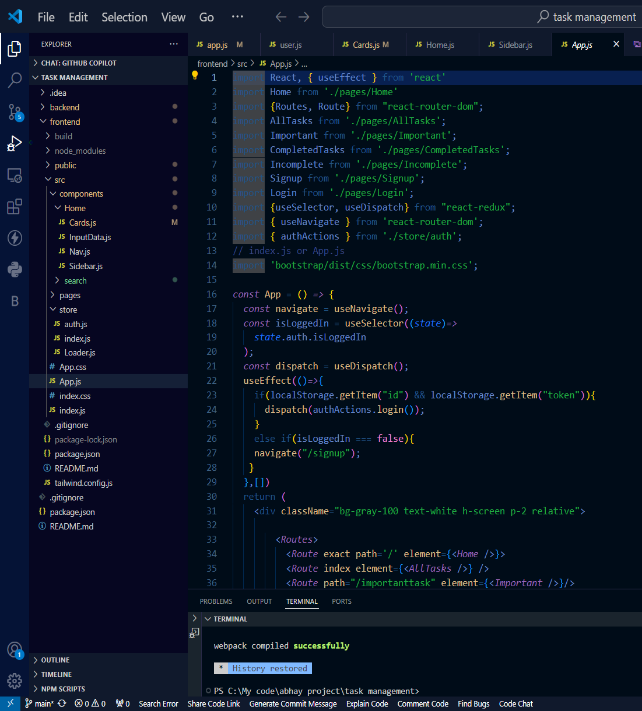 File Edit Selection View Go ··· task management
EXPLORER ···
CHAT: GITHUB COPILOT
TASK MANAGEMENT
.idea
backend
frontend
build
node_modules
public
src
components
Home
JS Cards.js M
JS InputData.js
JS Nav.js
JS Sidebar.js
search
pages
store
JS auth.js
JS index.js
JS Loader.js
# App.css
JS App.js
# index.css
JS index.js
.gitignore
{} package-lock.json
{} package.json
README.md
tailwind.config.js
.gitignore
package.json
README.md
OUTLINE
TIMELINE
NPM SCRIPTS
JS app.js M JS user.js JS Cards.js M JS Home.js JS Sidebar.js JS App.js
frontend > src > JS App.js > ...
1 import React, { useEffect } from 'react'
2 import Home from './pages/Home'
3 import {Routes, Route} from "react-router-dom";
4 import AllTasks from './pages/AllTasks';
5 import Important from './pages/Important';
6 import CompletedTasks from './pages/CompletedTasks';
7 import Incomplete from './pages/Incomplete';
8 import Signup from './pages/Signup';
9 import Login from './pages/Login';
10 import {useSelector, useDispatch} from "react-redux";
11 import { useNavigate } from 'react-router-dom';
12 import { authActions } from './store/auth';
13 // index.js or App.js
14 import 'bootstrap/dist/css/bootstrap.min.css';
15
16 const App = () => {
17 const navigate = useNavigate();
18 const isLoggedIn = useSelector((state)=>
19 state.auth.isLoggedIn
20 );
21 const dispatch = useDispatch();
22 useEffect(()=>{
23 if(localStorage.getItem("id") && localStorage.getItem("token")){
24 dispatch(authActions.login());
25 }
26 else if(isLoggedIn === false){
27 navigate("/signup");
28 }
29 },[])
30 return (
31 <div className="bg-gray-100 text-white h-screen p-2 relative">
32
33 <Routes>
34 <Route exact path='/' element={<Home />}>
35 <Route index element={<AllTasks />} />
36 <Route path="/importanttask" element={<Important />}/>
PROBLEMS OUTPUT TERMINAL PORTS
TERMINAL
webpack compiled successfully
* History restored
PS C:\My code\abhay project\task management>
main* 0 0 0 Search Error Share Code Link Generate Commit Message Explain Code Comment Code Find Bugs Code Chat